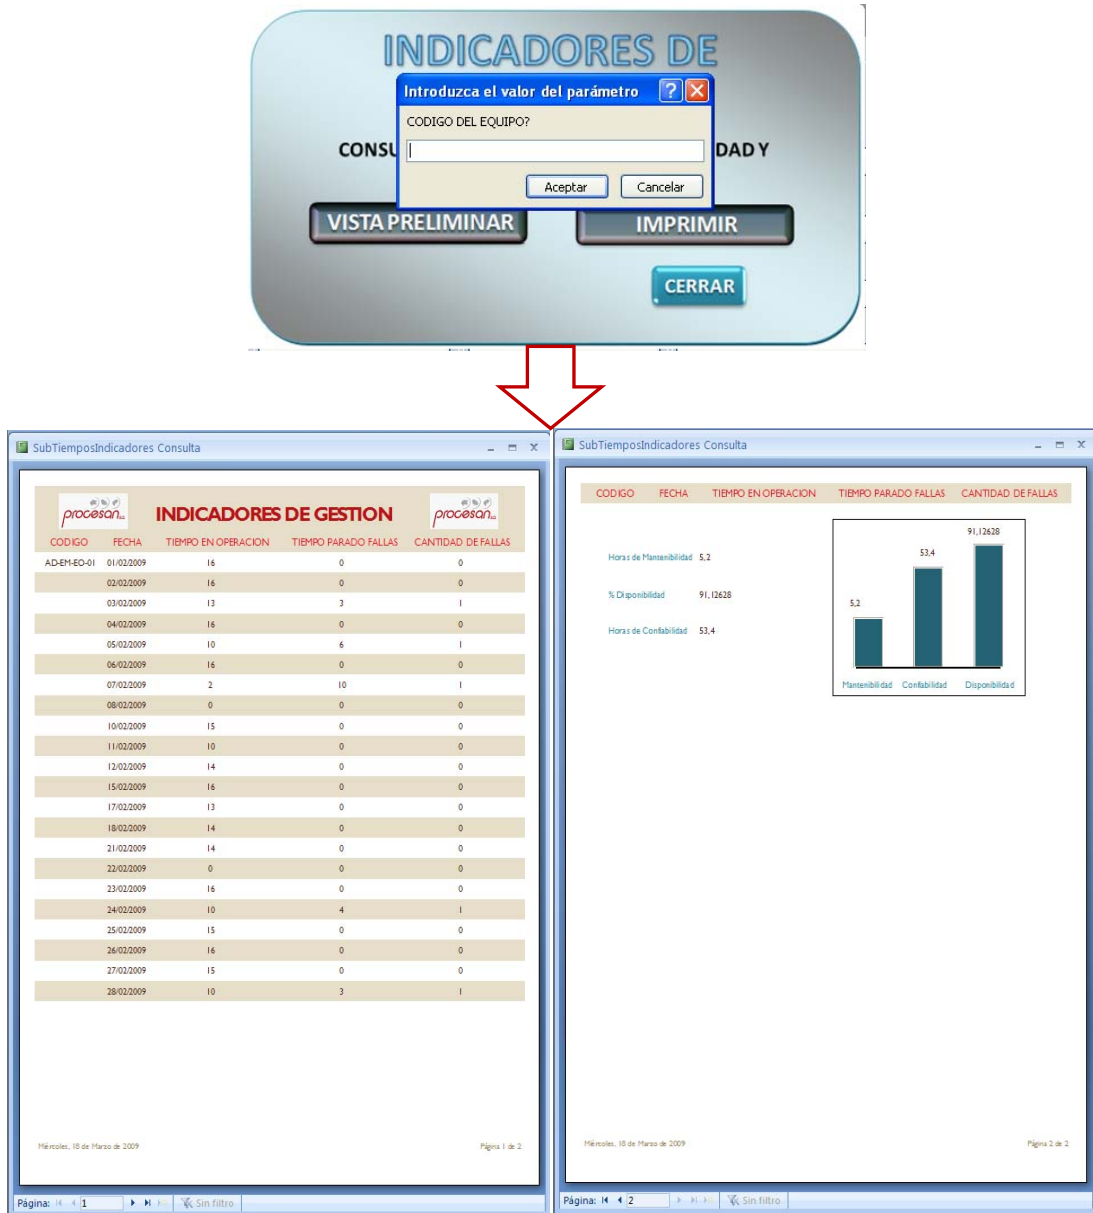 INDICADORES DE
Introduzca el valor del parámetro
CODIGO DEL EQUIPO?
CONSU DAD Y
Aceptar Cancelar
VISTA PRELIMINAR IMPRIMIR
CERRAR
SubTiemposIndicadores Consulta
procesan INDICADORES DE GESTION procesan
CODIGO FECHA TIEMPO EN OPERACION TIEMPO PARADO FALLAS CANTIDAD DE FALLAS
AD-EM-EO-01 01/02/2009 16 0 0
02/02/2009 16 0 0
03/02/2009 13 3 1
04/02/2009 16 0 0
05/02/2009 10 6 1
06/02/2009 16 0 0
07/02/2009 2 10 1
08/02/2009 0 0 0
10/02/2009 15 0 0
11/02/2009 10 0 0
12/02/2009 14 0 0
15/02/2009 16 0 0
17/02/2009 13 0 0
18/02/2009 14 0 0
21/02/2009 14 0 0
22/02/2009 0 0 0
23/02/2009 16 0 0
24/02/2009 10 4 1
25/02/2009 15 0 0
26/02/2009 16 0 0
27/02/2009 15 0 0
28/02/2009 10 3 1
Miércoles, 18 de Marzo de 2009 Página 1 de 2
Página: 1 Sin filtro
SubTiemposIndicadores Consulta
CODIGO FECHA TIEMPO EN OPERACION TIEMPO PARADO FALLAS CANTIDAD DE FALLAS
Horas de Mantenibilidad 5,2
% Disponibilidad 91,12628
Horas de Confiabilidad 53,4
91,12628
53,4
5,2
Mantenibilidad Confiabilidad Disponibilidad
Miércoles, 18 de Marzo de 2009 Página 2 de 2
Página: 2 Sin filtro